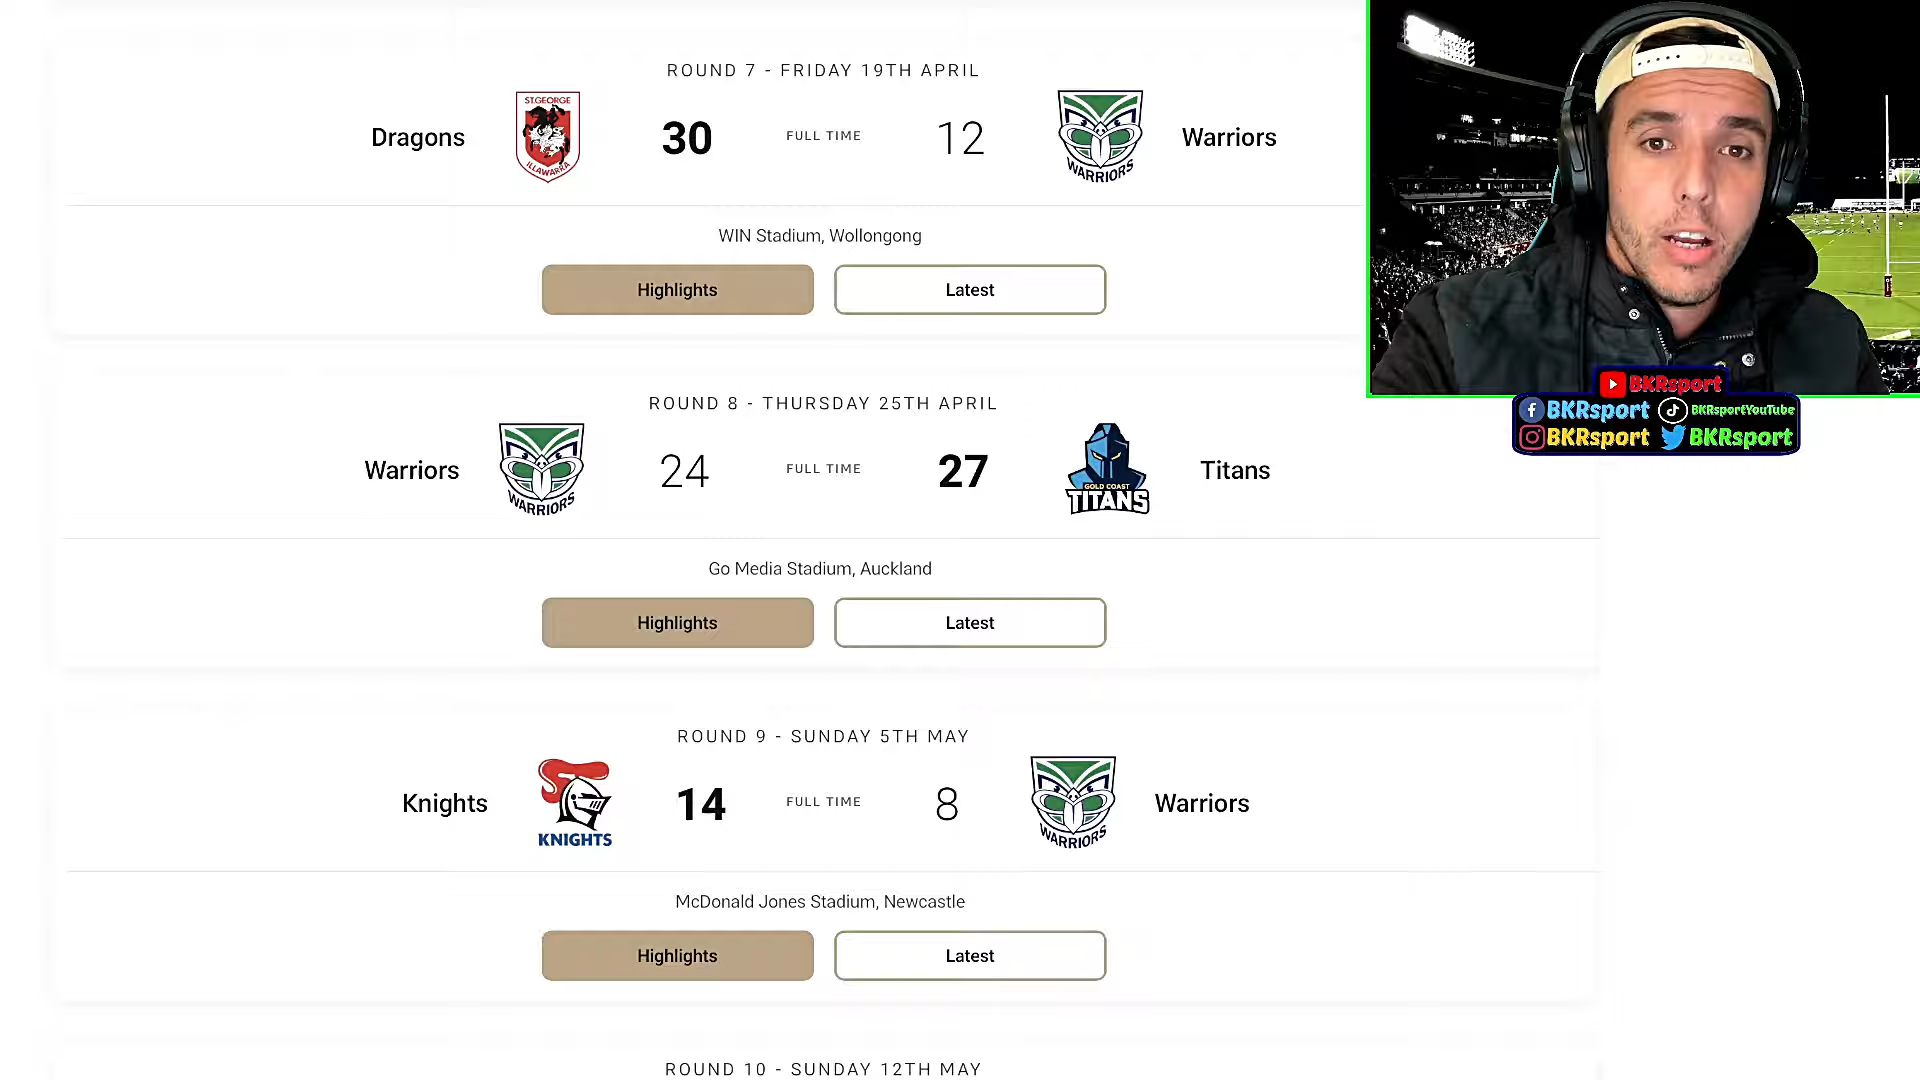 ROUND 7 - FRIDAY 19TH APRIL
Dragons
ST.GEORGE
ILLAWARRA
30
FULL TIME
12
WARRIORS
Warriors
WIN Stadium, Wollongong
Highlights
Latest
BKRsport
BKRsport
BKRsportYouTube
BKRsport
BKRsport
ROUND 8 - THURSDAY 25TH APRIL
Warriors
WARRIORS
24
FULL TIME
27
GOLD COAST
TITANS
Titans
Go Media Stadium, Auckland
Highlights
Latest
ROUND 9 - SUNDAY 5TH MAY
Knights
KNIGHTS
14
FULL TIME
8
WARRIORS
Warriors
McDonald Jones Stadium, Newcastle
Highlights
Latest
ROUND 10 - SUNDAY 12TH MAY